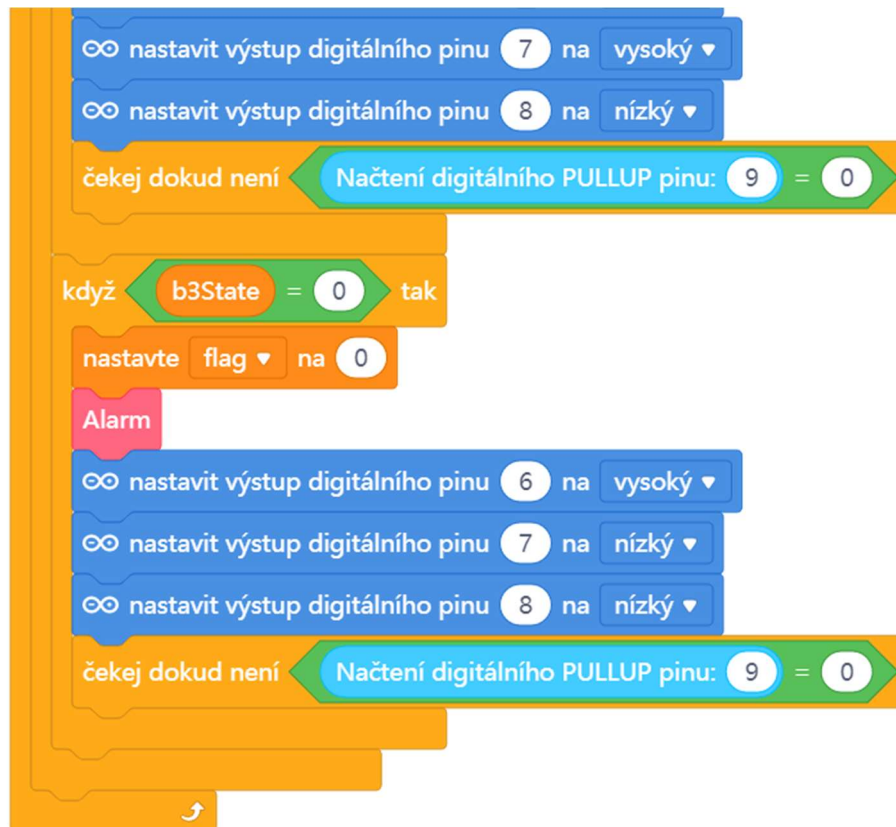 nastavit výstup digitálního pinu 7 na vysoký
nastavit výstup digitálního pinu 8 na nízký
čekej dokud není Načtení digitálního PULLUP pinu: 9 = 0
když b3State = 0 tak
nastavte flag na 0
Alarm
nastavit výstup digitálního pinu 6 na vysoký
nastavit výstup digitálního pinu 7 na nízký
nastavit výstup digitálního pinu 8 na nízký
čekej dokud není Načtení digitálního PULLUP pinu: 9 = 0